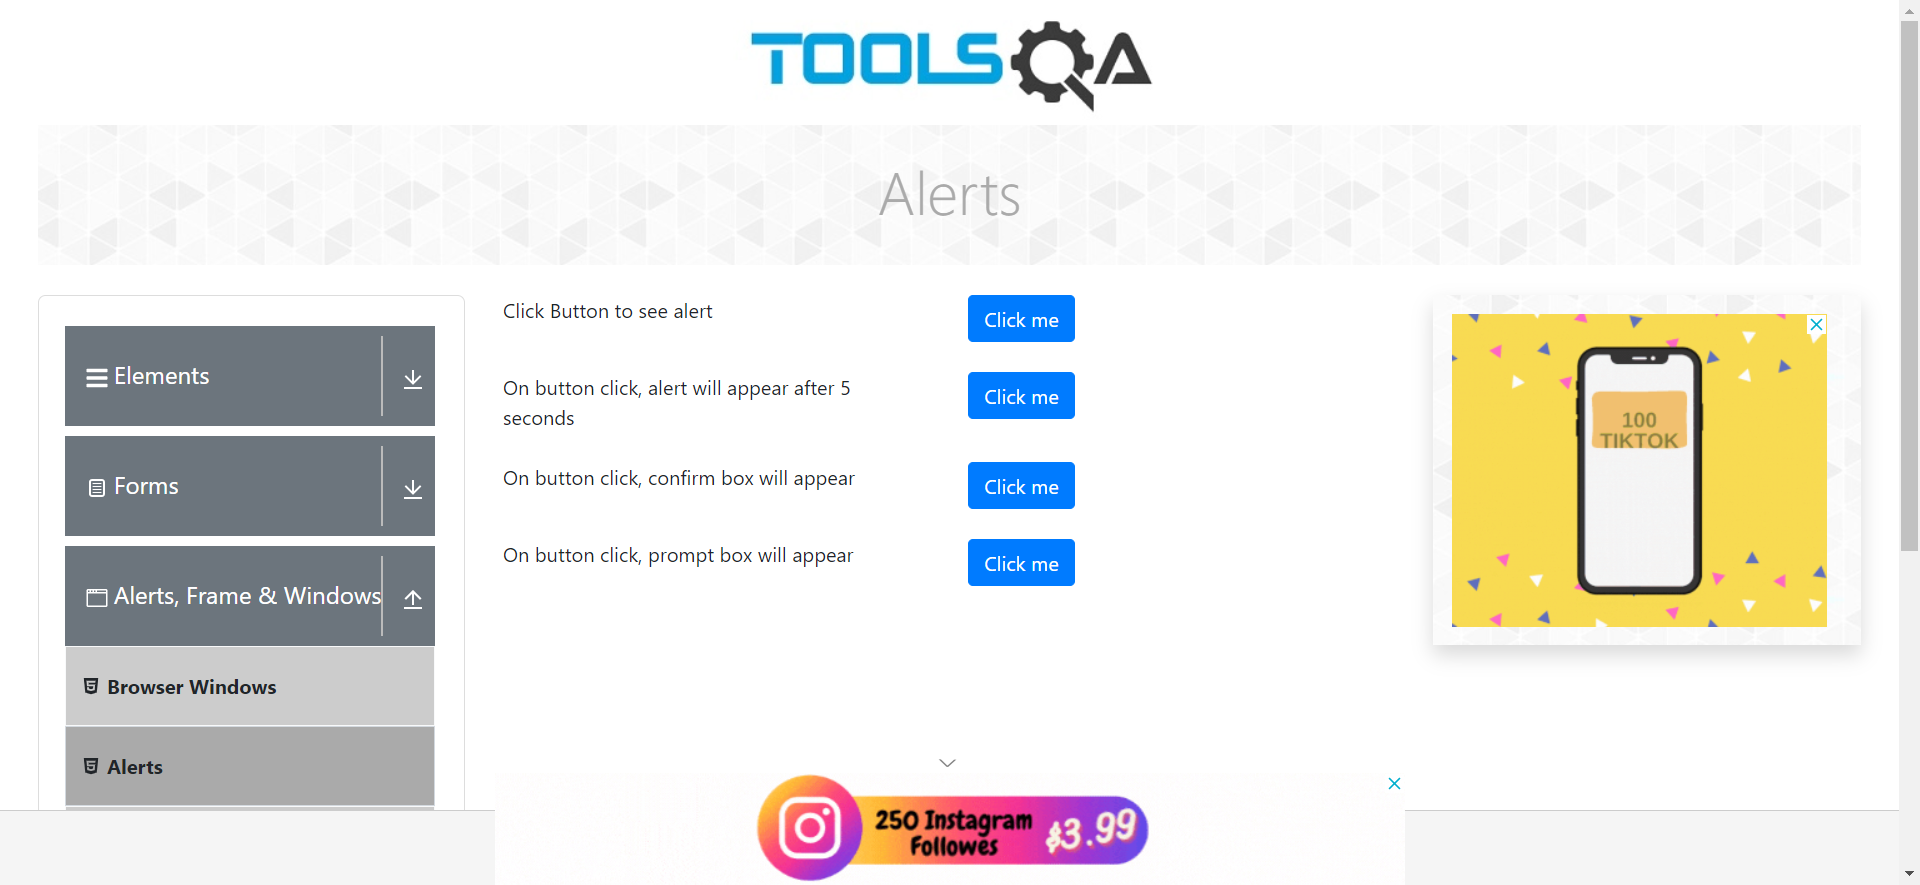 TOOLSQA
Alerts
Elements
Forms
Alerts, Frame & Windows
Browser Windows
Alerts
Click Button to see alert
Click me
On button click, alert will appear after 5
seconds
Click me
On button click, confirm box will appear
Click me
On button click, prompt box will appear
Click me
100
TIKTOK
250 Instagram
Followes
$3.99